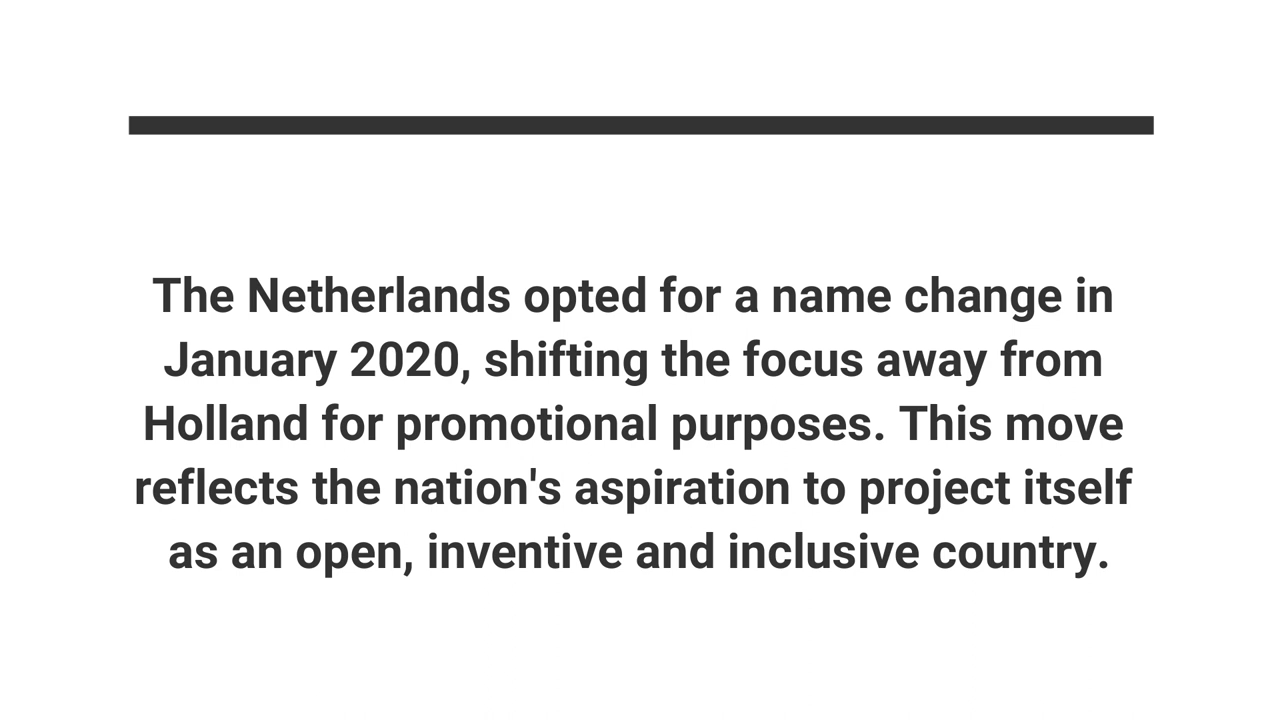 The Netherlands opted for a name change in
January 2020, shifting the focus away from
Holland for promotional purposes. This move
reflects the nation's aspiration to project itself
as an open, inventive and inclusive country.